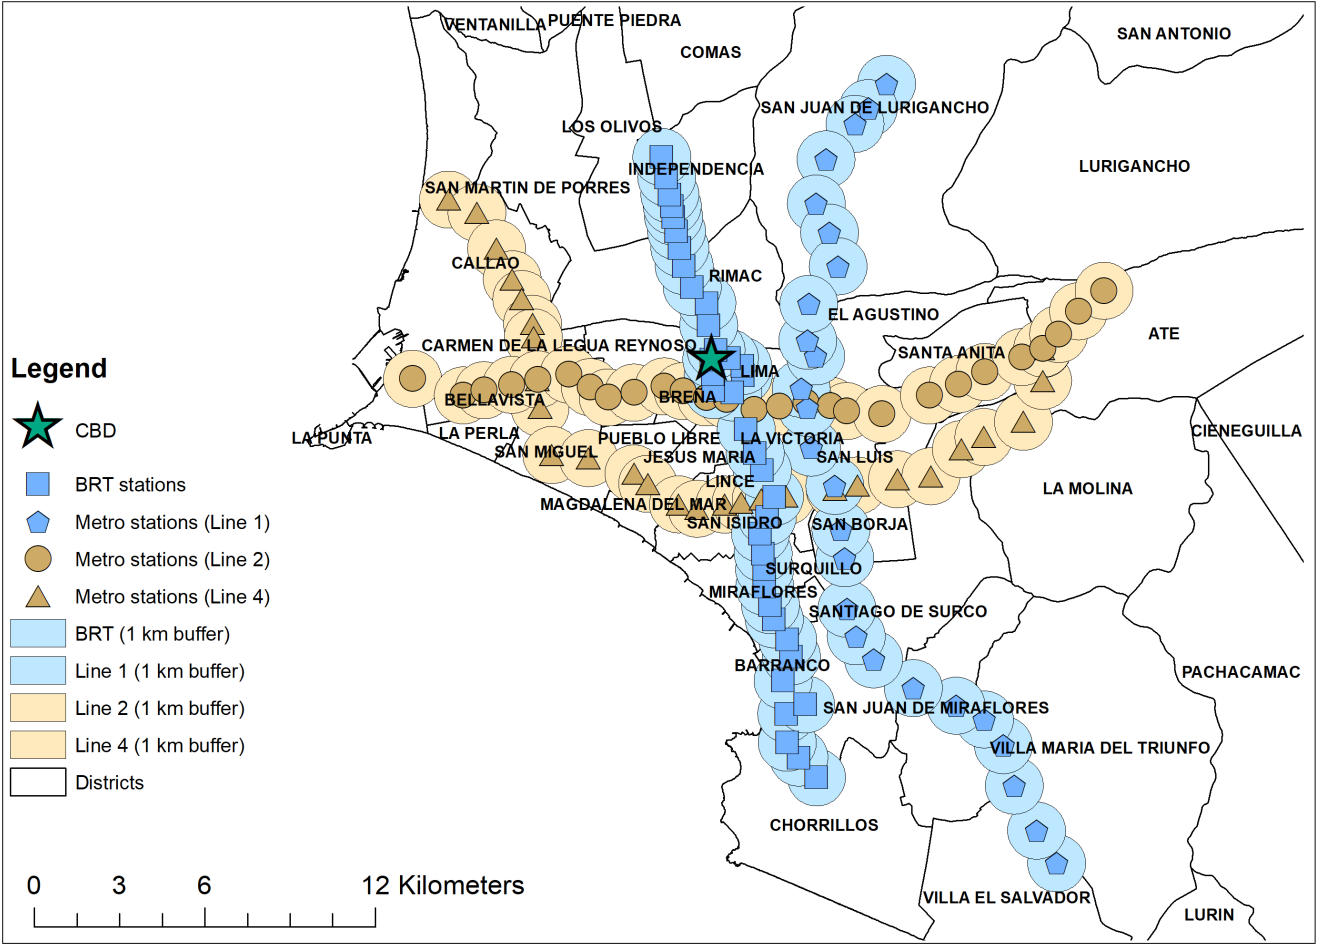 VENTANILLA
PUENTE PIEDRA
SAN ANTONIO
COMAS
SAN JUAN DE LURIGANCHO
LOS OLIVOS
INDEPENDENCIA
LURIGANCHO
SAN MARTIN DE PORRES
CALLAO
RIMAC
EL AGUSTINO
ATE
CARMEN DE LA LEGUA REYNOSO
SANTA ANITA
LIMA
BREÑA
BELLAVISTA
LA PUNTA
LA PERLA
PUEBLO LIBRE
LA VICTORIA
CIENEGUILLA
SAN MIGUEL
JESUS MARIA
SAN LUIS
LINCE
LA MOLINA
MAGDALENA DEL MAR
SAN ISIDRO
SAN BORJA
SURQUILLO
MIRAFLORES
SANTIAGO DE SURCO
BARRANCO
PACHACAMAC
SAN JUAN DE MIRAFLORES
VILLA MARIA DEL TRIUNFO
CHORRILLOS
VILLA EL SALVADOR
LURIN
Legend
CBD
BRT stations
Metro stations (Line 1)
Metro stations (Line 2)
Metro stations (Line 4)
BRT (1 km buffer)
Line 1 (1 km buffer)
Line 2 (1 km buffer)
Line 4 (1 km buffer)
Districts
0 3 6 12 Kilometers